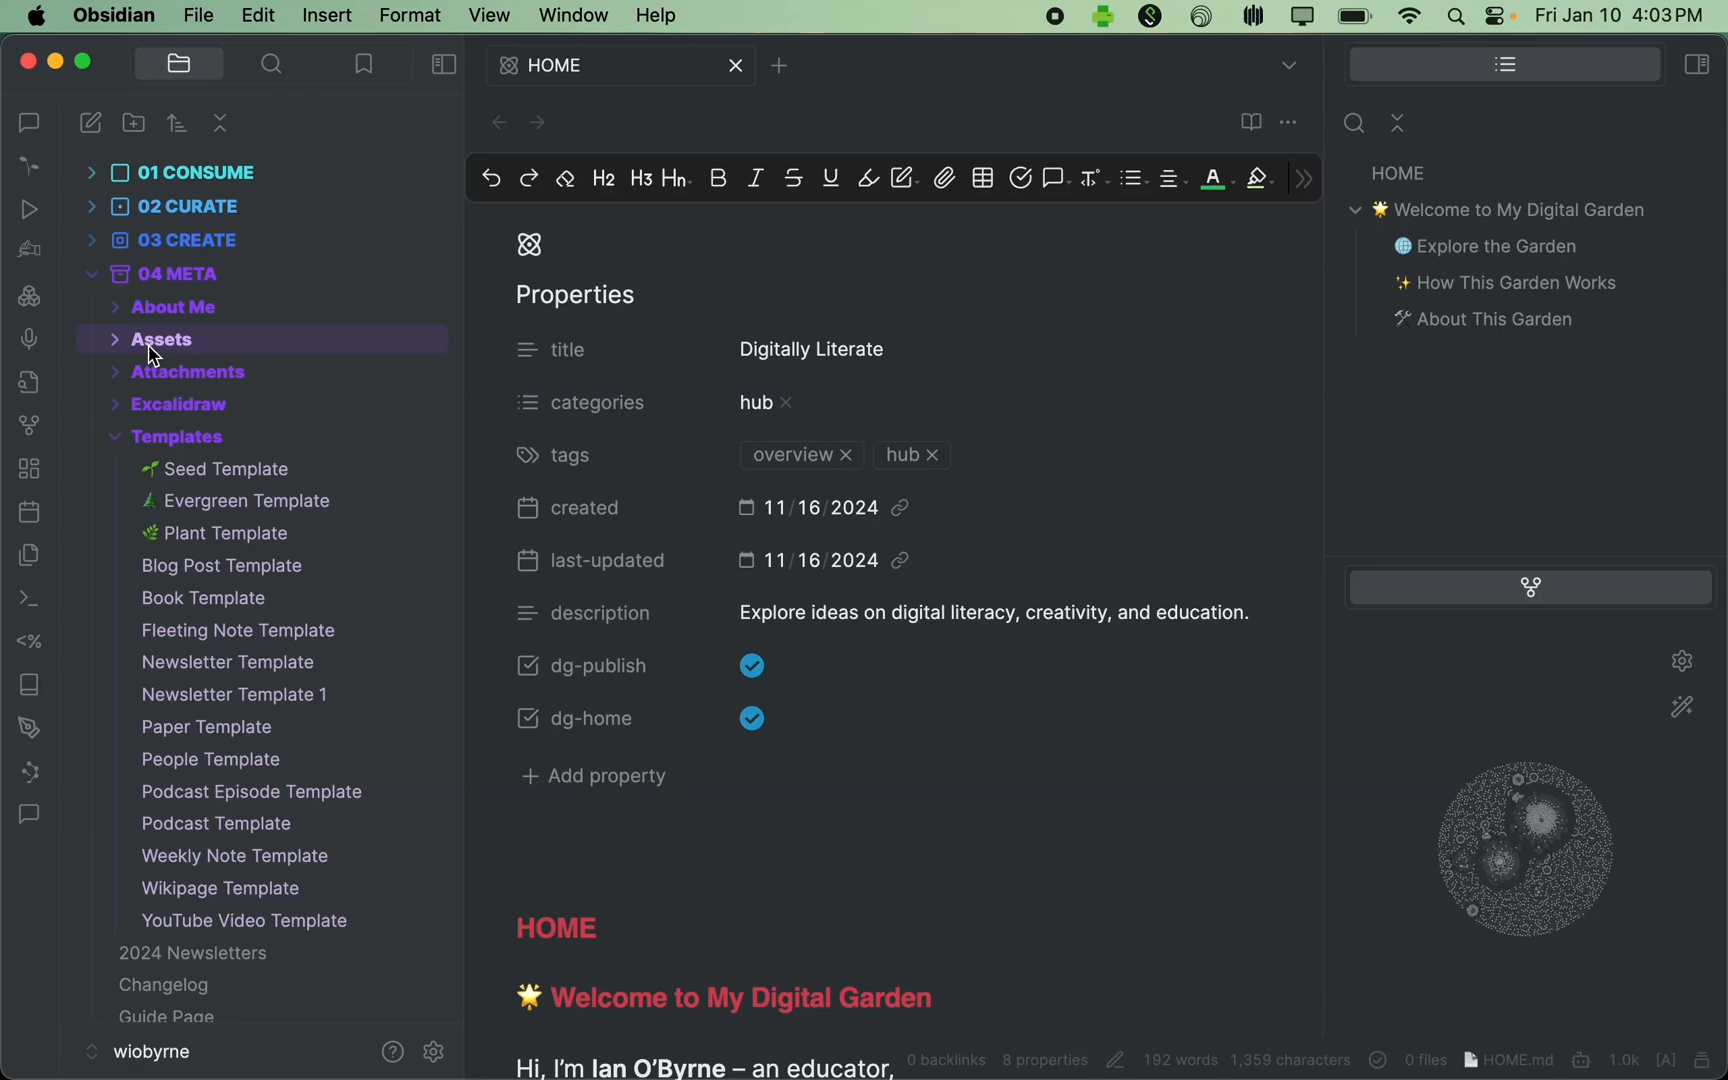 Obsidian File Edit Insert Format View Window Help Fri Jan 10 4:03 PM
HOME
01 CONSUME
02 CURATE
03 CREATE
04 META
About Me
Assets
Attachments
Excalidraw
Templates
🌱 Seed Template
🌲 Evergreen Template
🌿 Plant Template
Blog Post Template
Book Template
Fleeting Note Template
Newsletter Template
Newsletter Template 1
Paper Template
People Template
Podcast Episode Template
Podcast Template
Weekly Note Template
Wikipage Template
YouTube Video Template
2024 Newsletters
Changelog
Guide Page
wiobyrne
H2 H3 Hn B I S U A
Properties
title Digitally Literate
categories hub
tags overview hub
created 11/16/2024
last-updated 11/16/2024
description Explore ideas on digital literacy, creativity, and education.
dg-publish
dg-home
+ Add property
HOME
🌟 Welcome to My Digital Garden
Hi, I'm Ian O'Byrne – an educator,
0 backlinks 8 properties 192 words 1,359 characters 0 files HOME.md 1.0k [A]
HOME
🌟 Welcome to My Digital Garden
🌐 Explore the Garden
✨ How This Garden Works
🛠 About This Garden